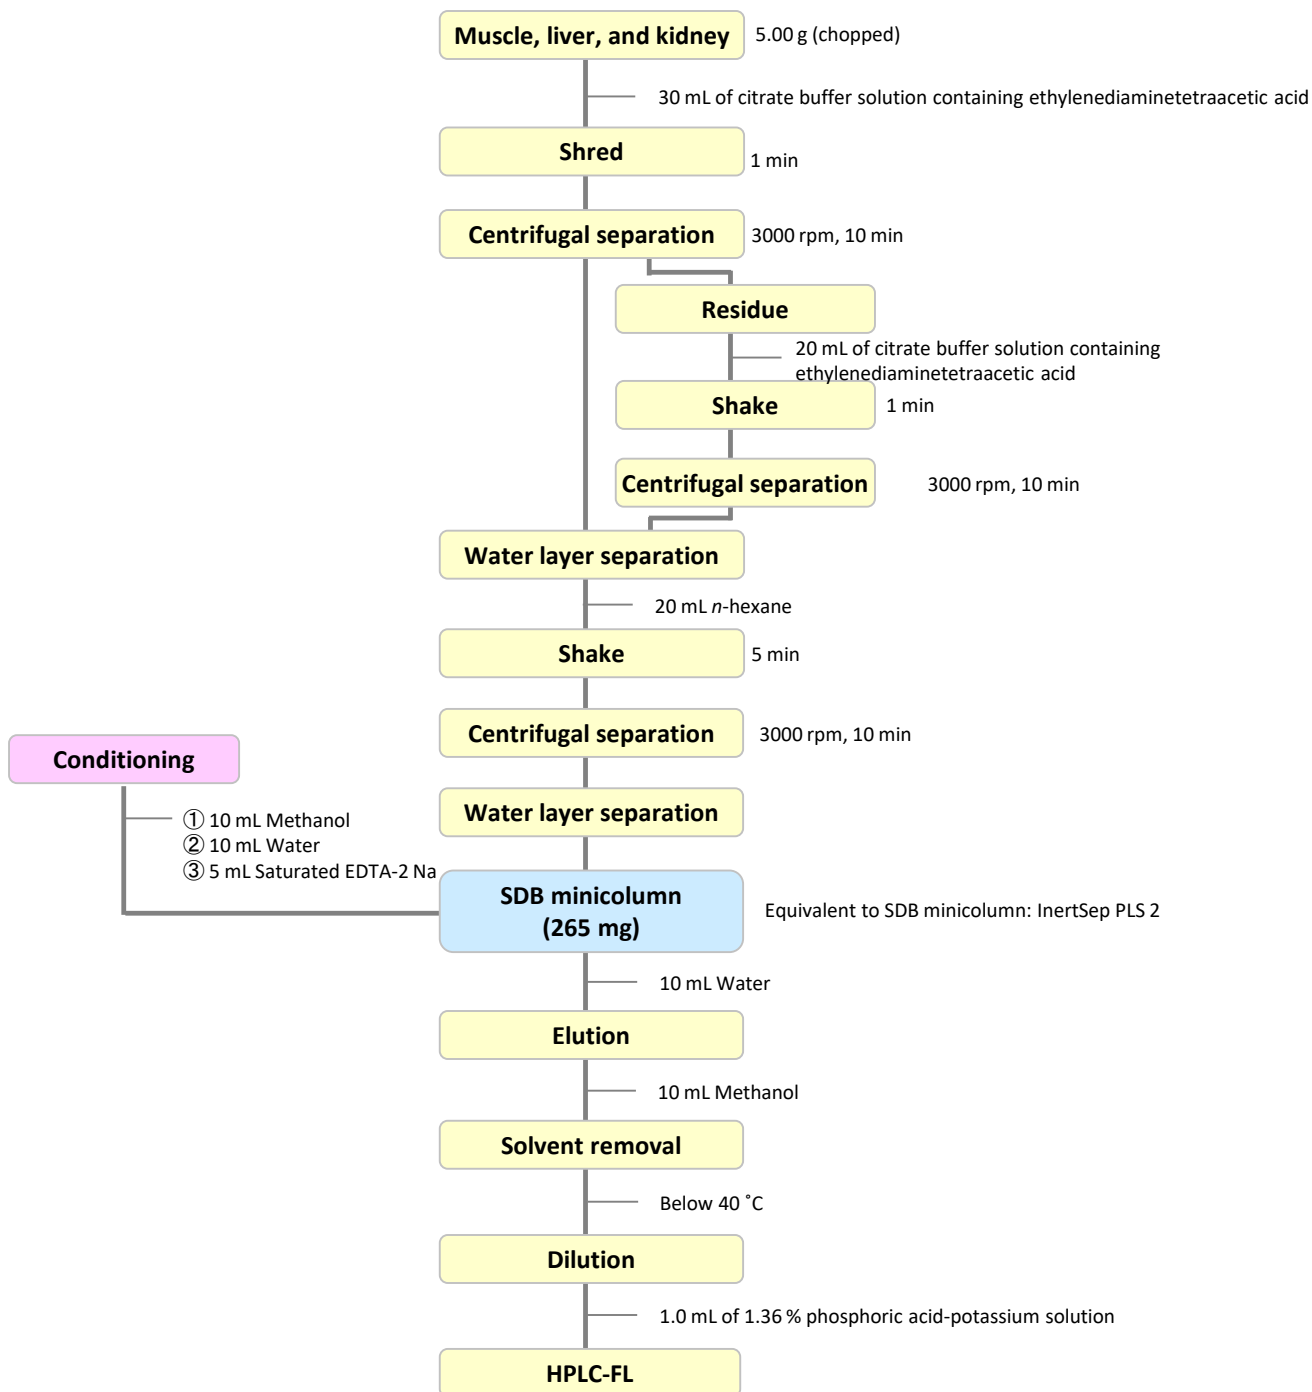 Muscle, liver, and kidney
5.00 g (chopped)
30 mL of citrate buffer solution containing ethylenediaminetetraacetic acid
Shred
1 min
Centrifugal separation
3000 rpm, 10 min
Residue
20 mL of citrate buffer solution containing
ethylenediaminetetraacetic acid
Shake
1 min
Centrifugal separation
3000 rpm, 10 min
Water layer separation
20 mL n-hexane
Shake
5 min
Centrifugal separation
3000 rpm, 10 min
Conditioning
① 10 mL Methanol
② 10 mL Water
③ 5 mL Saturated EDTA-2 Na
Water layer separation
SDB minicolumn
(265 mg)
Equivalent to SDB minicolumn: InertSep PLS 2
10 mL Water
Elution
10 mL Methanol
Solvent removal
Below 40 ˚C
Dilution
1.0 mL of 1.36 % phosphoric acid-potassium solution
HPLC-FL